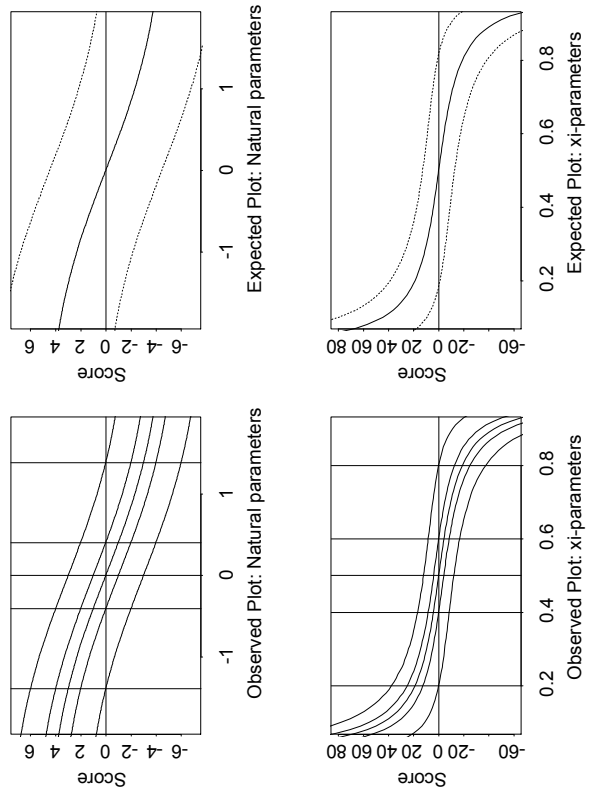 Score
6 4 2 0 -2 -4 -6
-1 0 1
Observed Plot: Natural parameters
Score
6 4 2 0 -2 -4 -6
-1 0 1
Expected Plot: Natural parameters
Score
80 60 40 20 0 -20 -60
0.2 0.4 0.5 0.6 0.8
Observed Plot: xi-parameters
Score
80 60 40 20 0 -20 -60
0.2 0.4 0.6 0.8
Expected Plot: xi-parameters